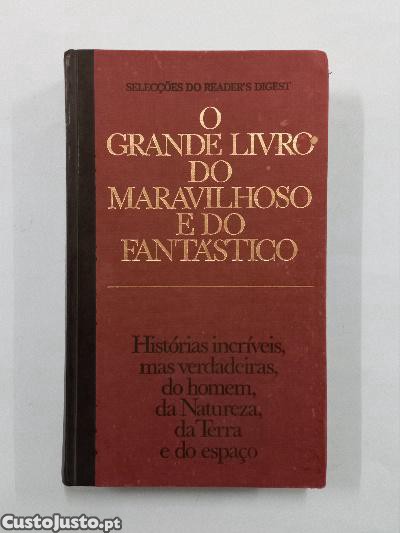 SELECÇÕES DO READER'S DIGEST
O
GRANDE LIVRO
DO
MARAVILHOSO
E DO
FANTÁSTICO
Histórias incríveis,
mas verdadeiras,
do homem,
da Natureza,
da Terra
e do espaço
CustoJusto.pt